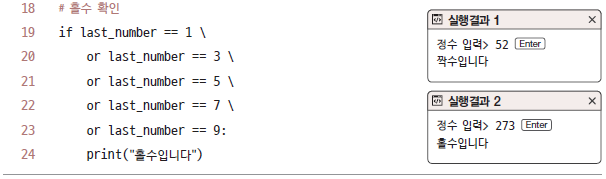 18 # 홀수 확인
19 if last_number == 1 \
20 or last_number == 3 \
21 or last_number == 5 \
22 or last_number == 7 \
23 or last_number == 9:
24 print("홀수입니다")
실행결과 1 ×
정수 입력> 52 Enter
짝수입니다
실행결과 2 ×
정수 입력> 273 Enter
홀수입니다